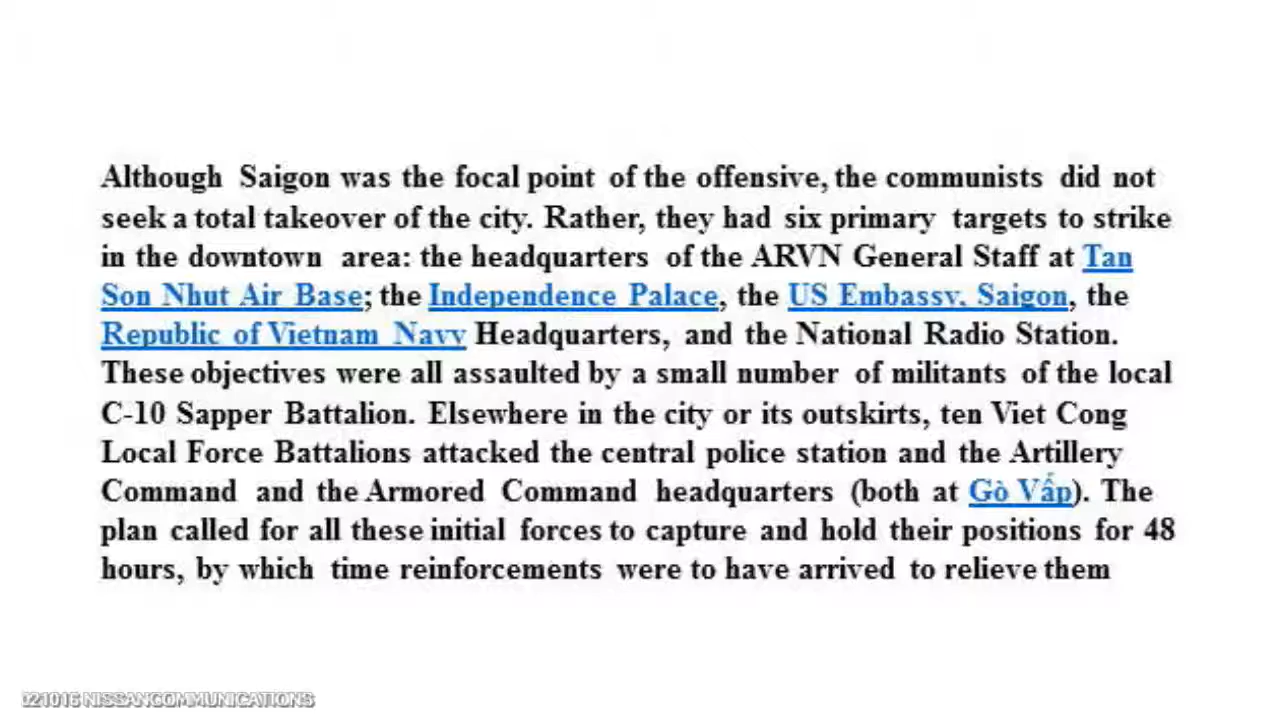 Although Saigon was the focal point of the offensive, the communists did not
seek a total takeover of the city. Rather, they had six primary targets to strike
in the downtown area: the headquarters of the ARVN General Staff at Tan
Son Nhut Air Base; the Independence Palace, the US Embassy, Saigon, the
Republic of Vietnam Navy Headquarters, and the National Radio Station.
These objectives were all assaulted by a small number of militants of the local
C-10 Sapper Battalion. Elsewhere in the city or its outskirts, ten Viet Cong
Local Force Battalions attacked the central police station and the Artillery
Command and the Armored Command headquarters (both at Gò Vấp). The
plan called for all these initial forces to capture and hold their positions for 48
hours, by which time reinforcements were to have arrived to relieve them
021016 NISSANCOMMUNICATIONS